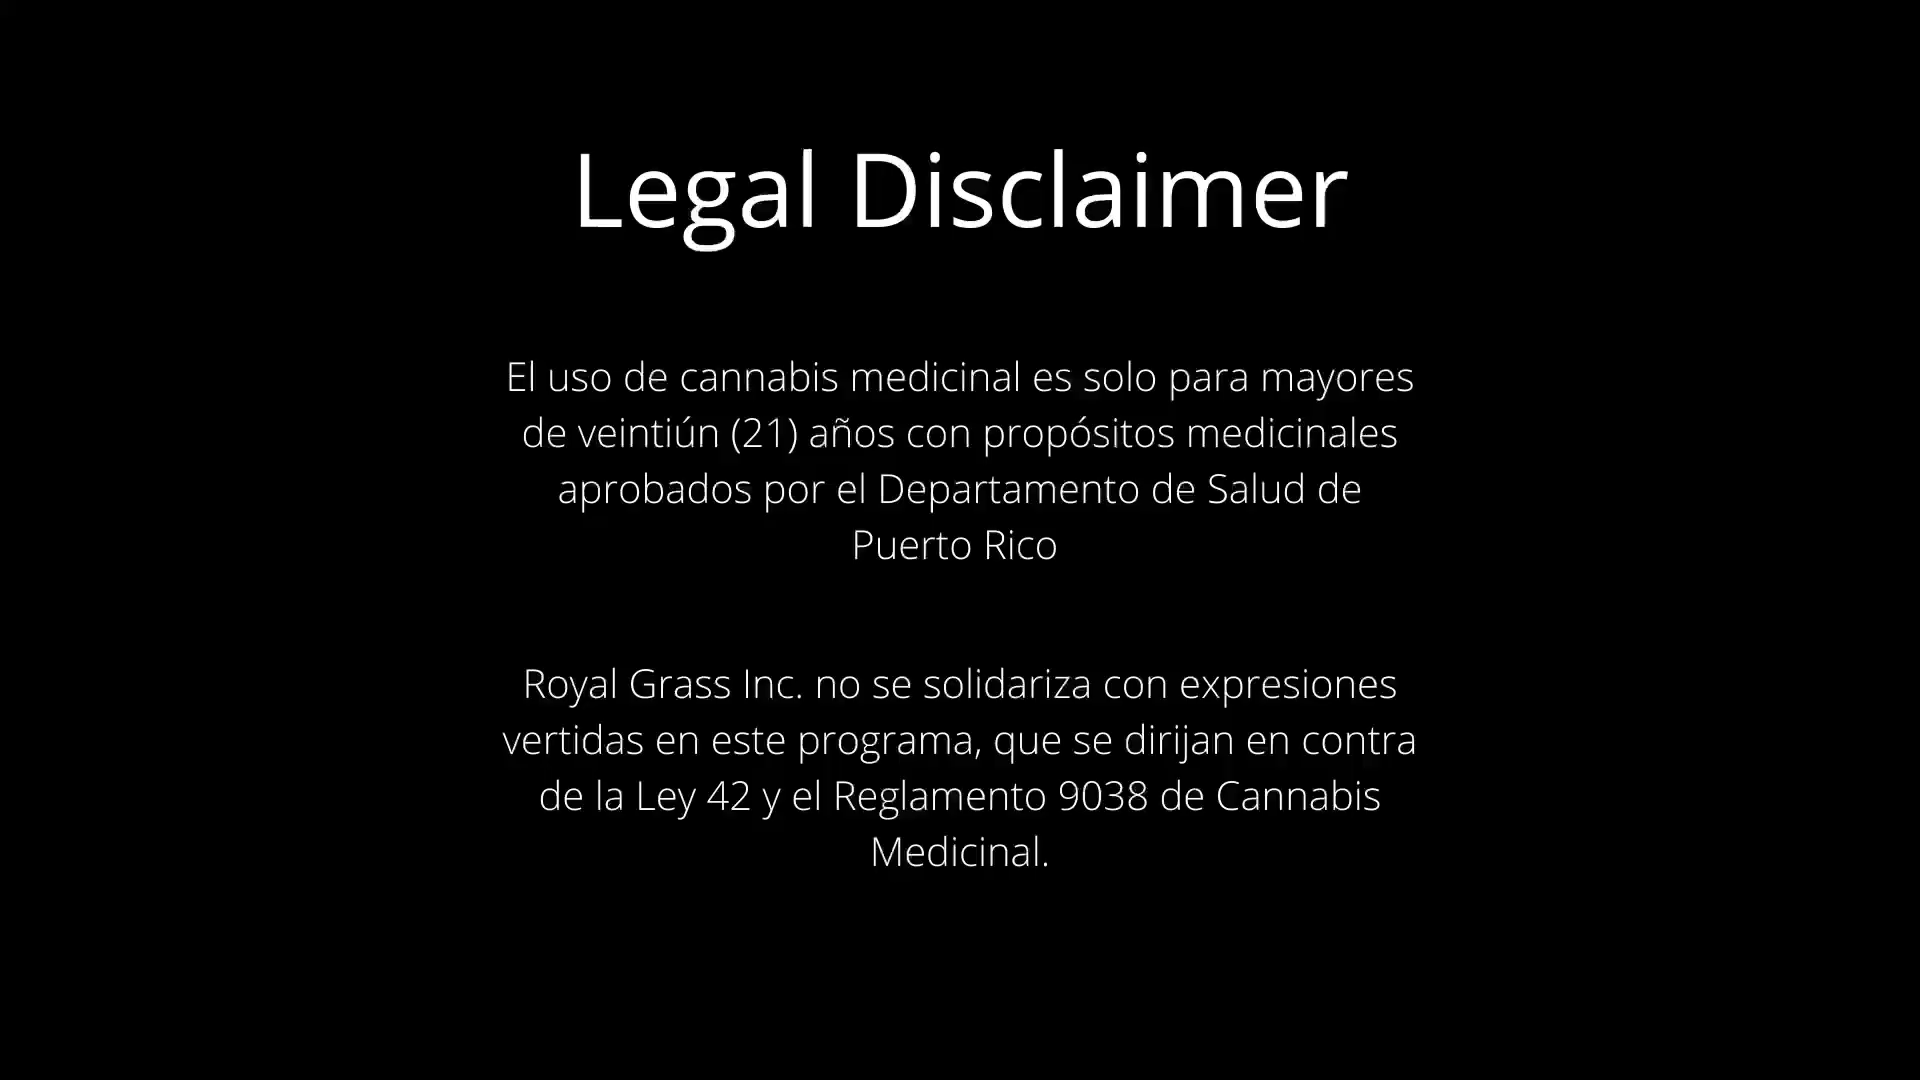 Legal Disclaimer
El uso de cannabis medicinal es solo para mayores
de veintiún (21) años con propósitos medicinales
aprobados por el Departamento de Salud de
Puerto Rico
Royal Grass Inc. no se solidariza con expresiones
vertidas en este programa, que se dirijan en contra
de la Ley 42 y el Reglamento 9038 de Cannabis
Medicinal.